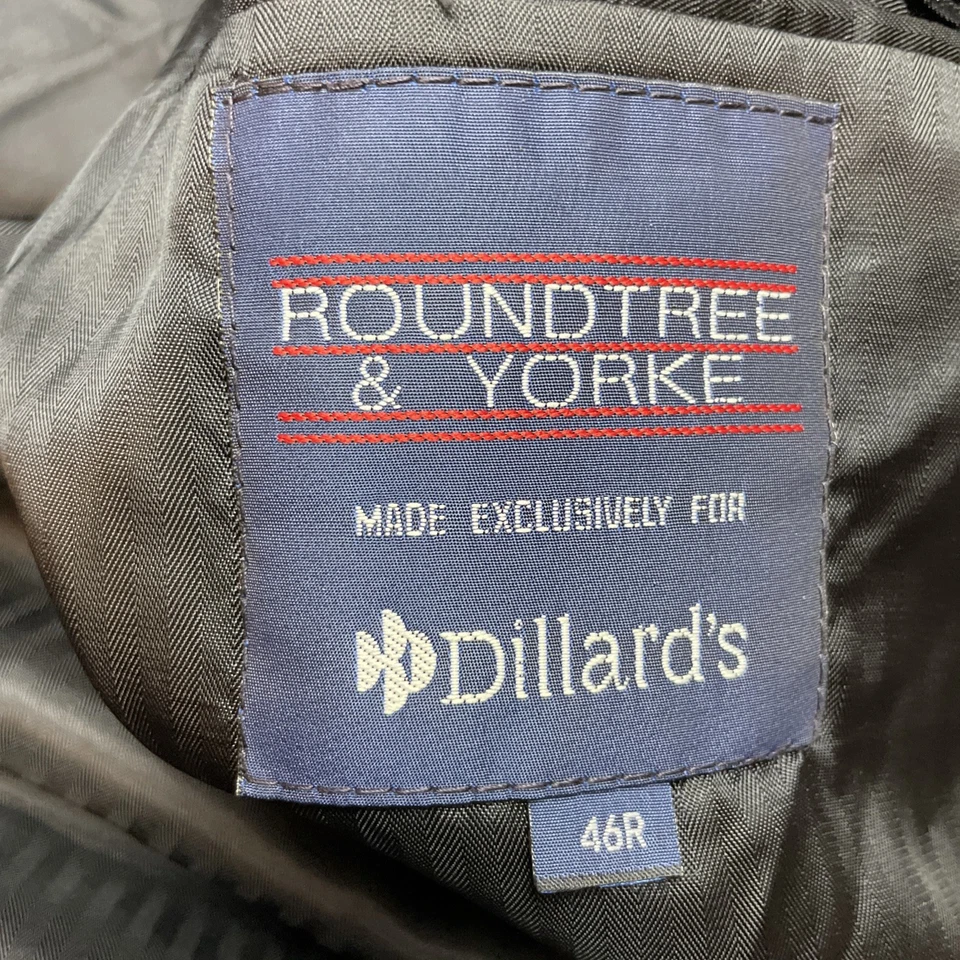 ROUNDTREE
& YORKE
MADE EXCLUSIVELY FOR
Dillard's
46R